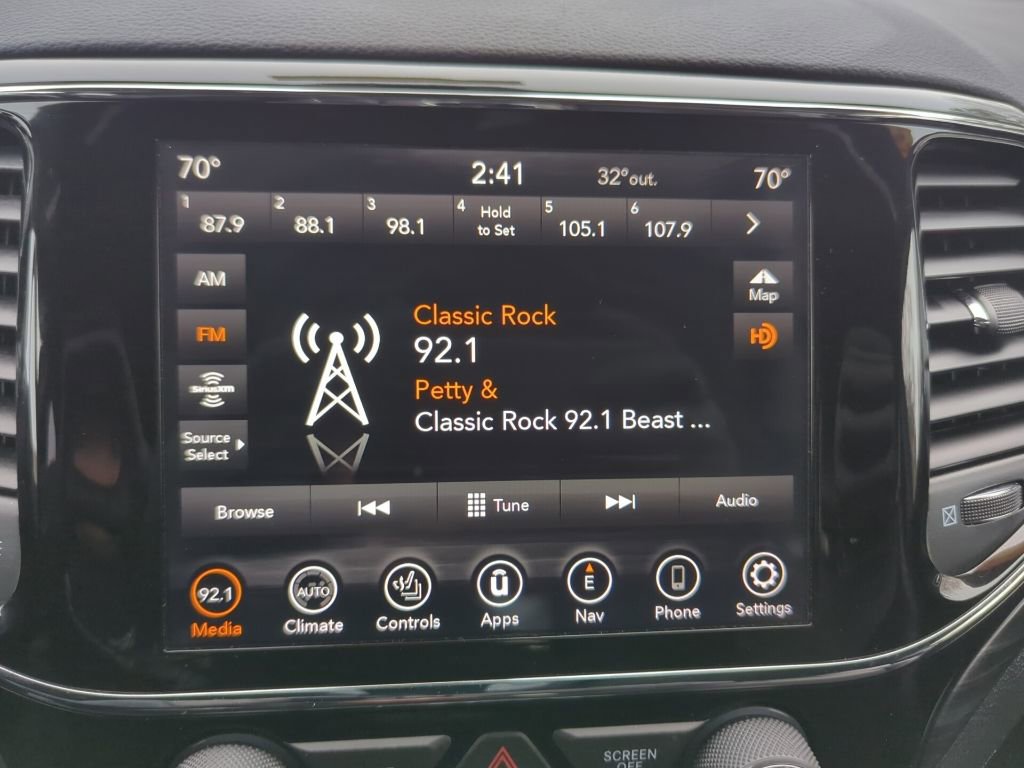 70° 2:41 32°out. 70°
1 87.9 2 88.1 3 98.1 4 Hold to Set 5 105.1 6 107.9
AM
Map
FM
HD
SiriusXM
Source
Select
Classic Rock
92.1
Petty &
Classic Rock 92.1 Beast ...
Browse Tune Audio
92.1 AUTO E
Media Climate Controls Apps Nav Phone Settings
SCREEN
OFF